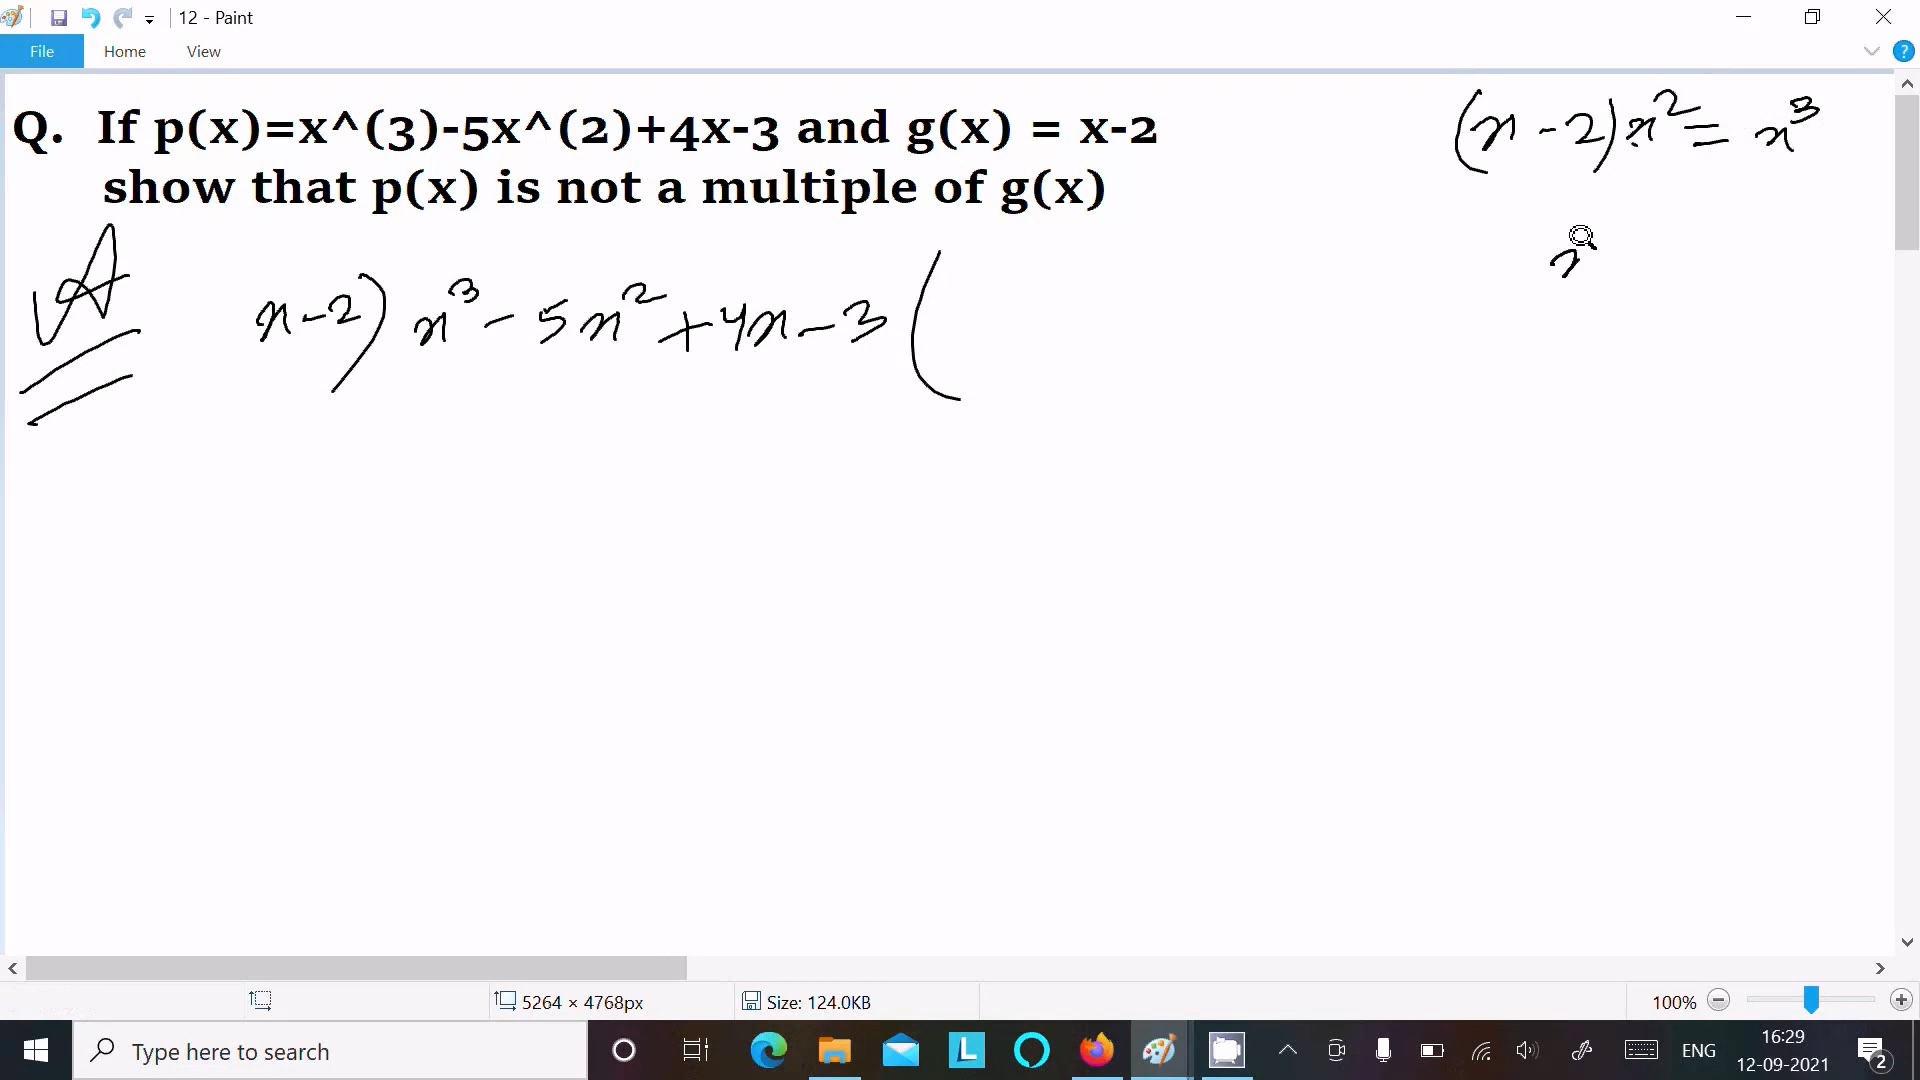 12 - Paint
File Home View
Q. If p(x)=x^(3)-5x^(2)+4x-3 and g(x) = x-2
show that p(x) is not a multiple of g(x)
(x - 2) x² = x³
x
A
x-2) x³ - 5x² + 4x - 3 (
5264 × 4768px Size: 124.0KB 100%
Type here to search L ENG 16:29
12-09-2021 2